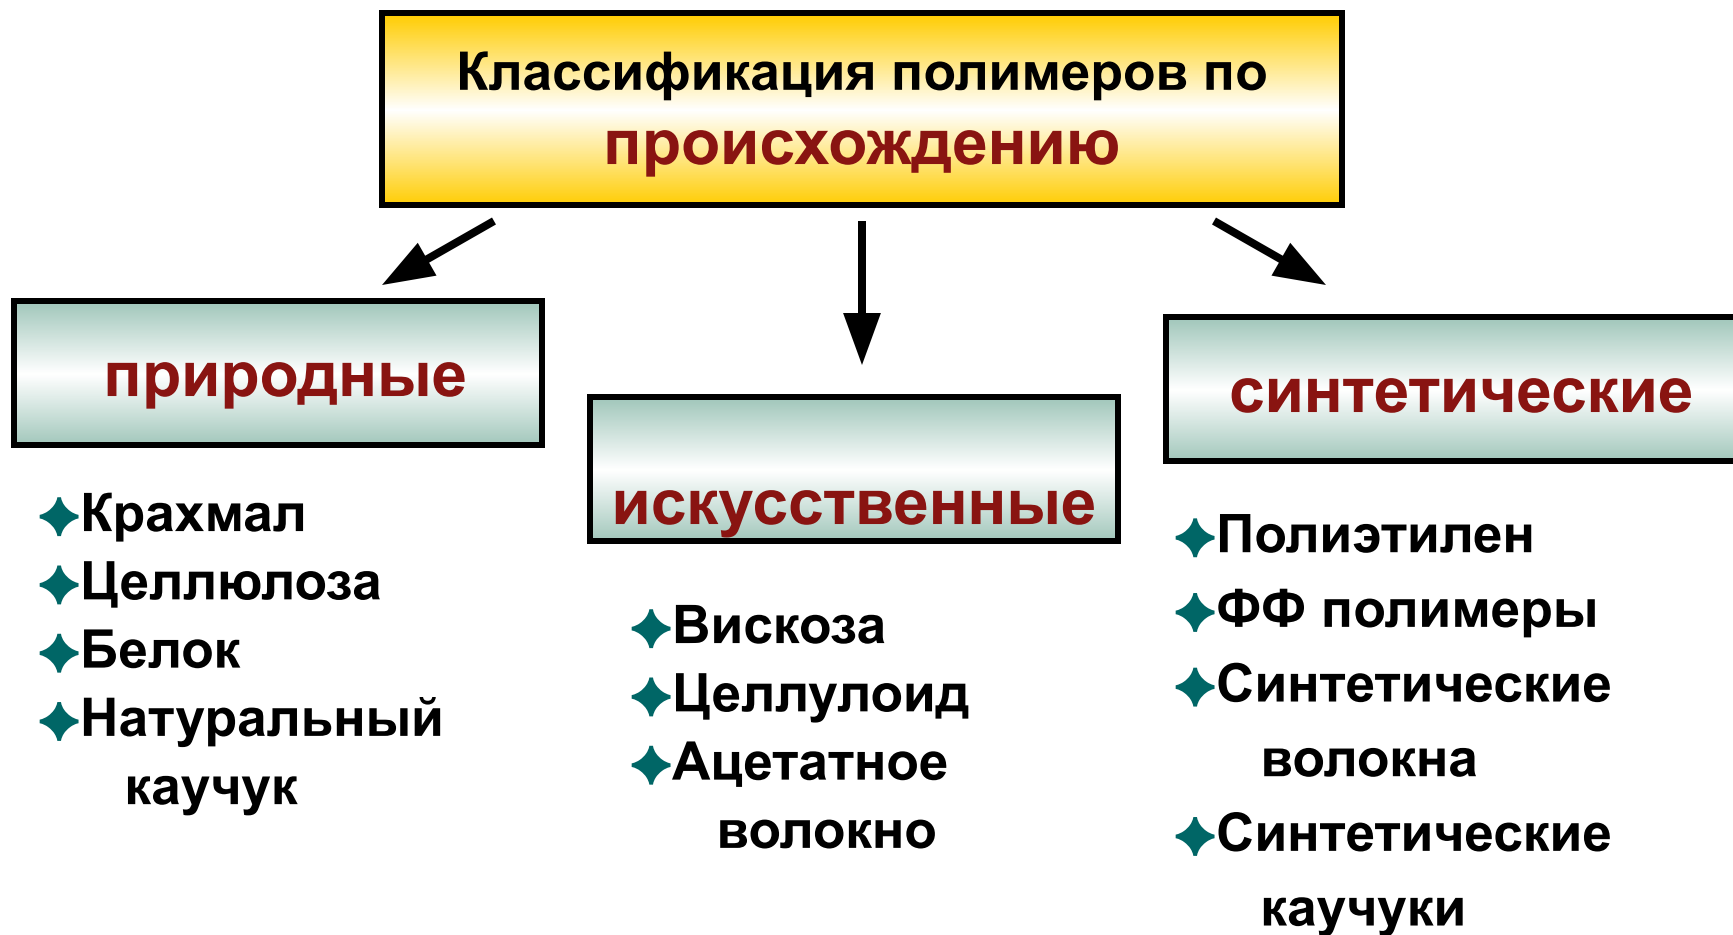 Классификация полимеров по
происхождению
природные
Крахмал
Целлюлоза
Белок
Натуральный
каучук
искусственные
Вискоза
Целлулоид
Ацетатное
волокно
синтетические
Полиэтилен
ФФ полимеры
Синтетические
волокна
Синтетические
каучуки